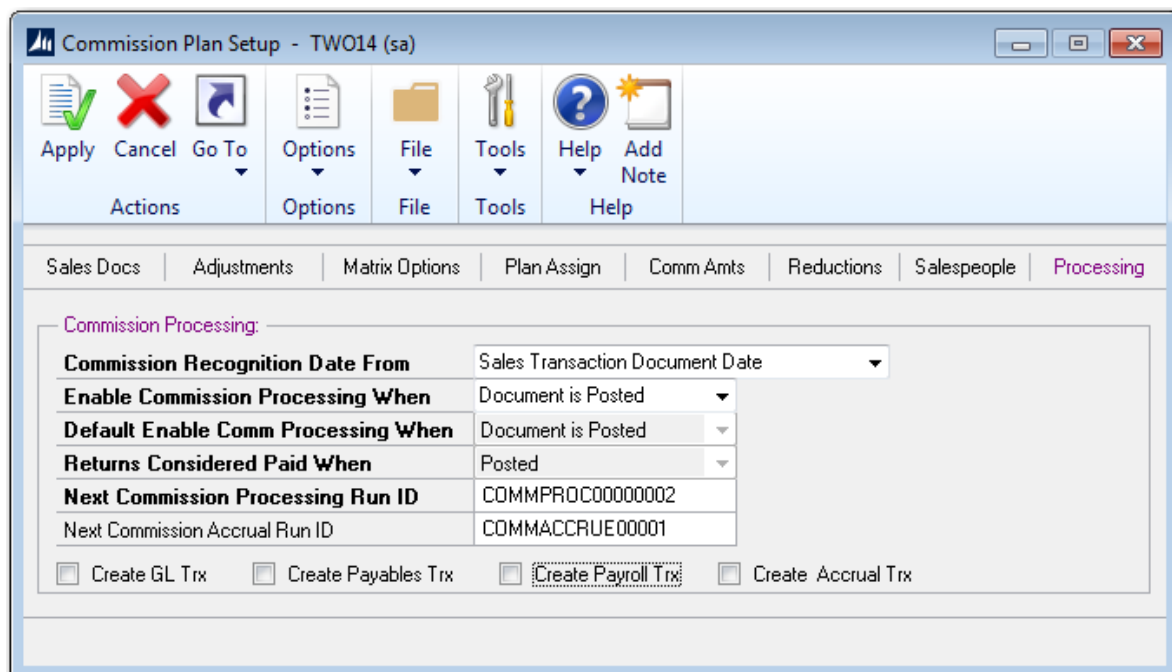 Commission Plan Setup - TWO14 (sa)
Apply Cancel Go To Options File Tools Help Add Note
Actions Options File Tools Help
Sales Docs Adjustments Matrix Options Plan Assign Comm Amts Reductions Salespeople Processing
Commission Processing:
Commission Recognition Date From Sales Transaction Document Date
Enable Commission Processing When Document is Posted
Default Enable Comm Processing When Document is Posted
Returns Considered Paid When Posted
Next Commission Processing Run ID COMMPROC00000002
Next Commission Accrual Run ID COMMACCRUE00001
Create GL Trx Create Payables Trx Create Payroll Trx Create Accrual Trx